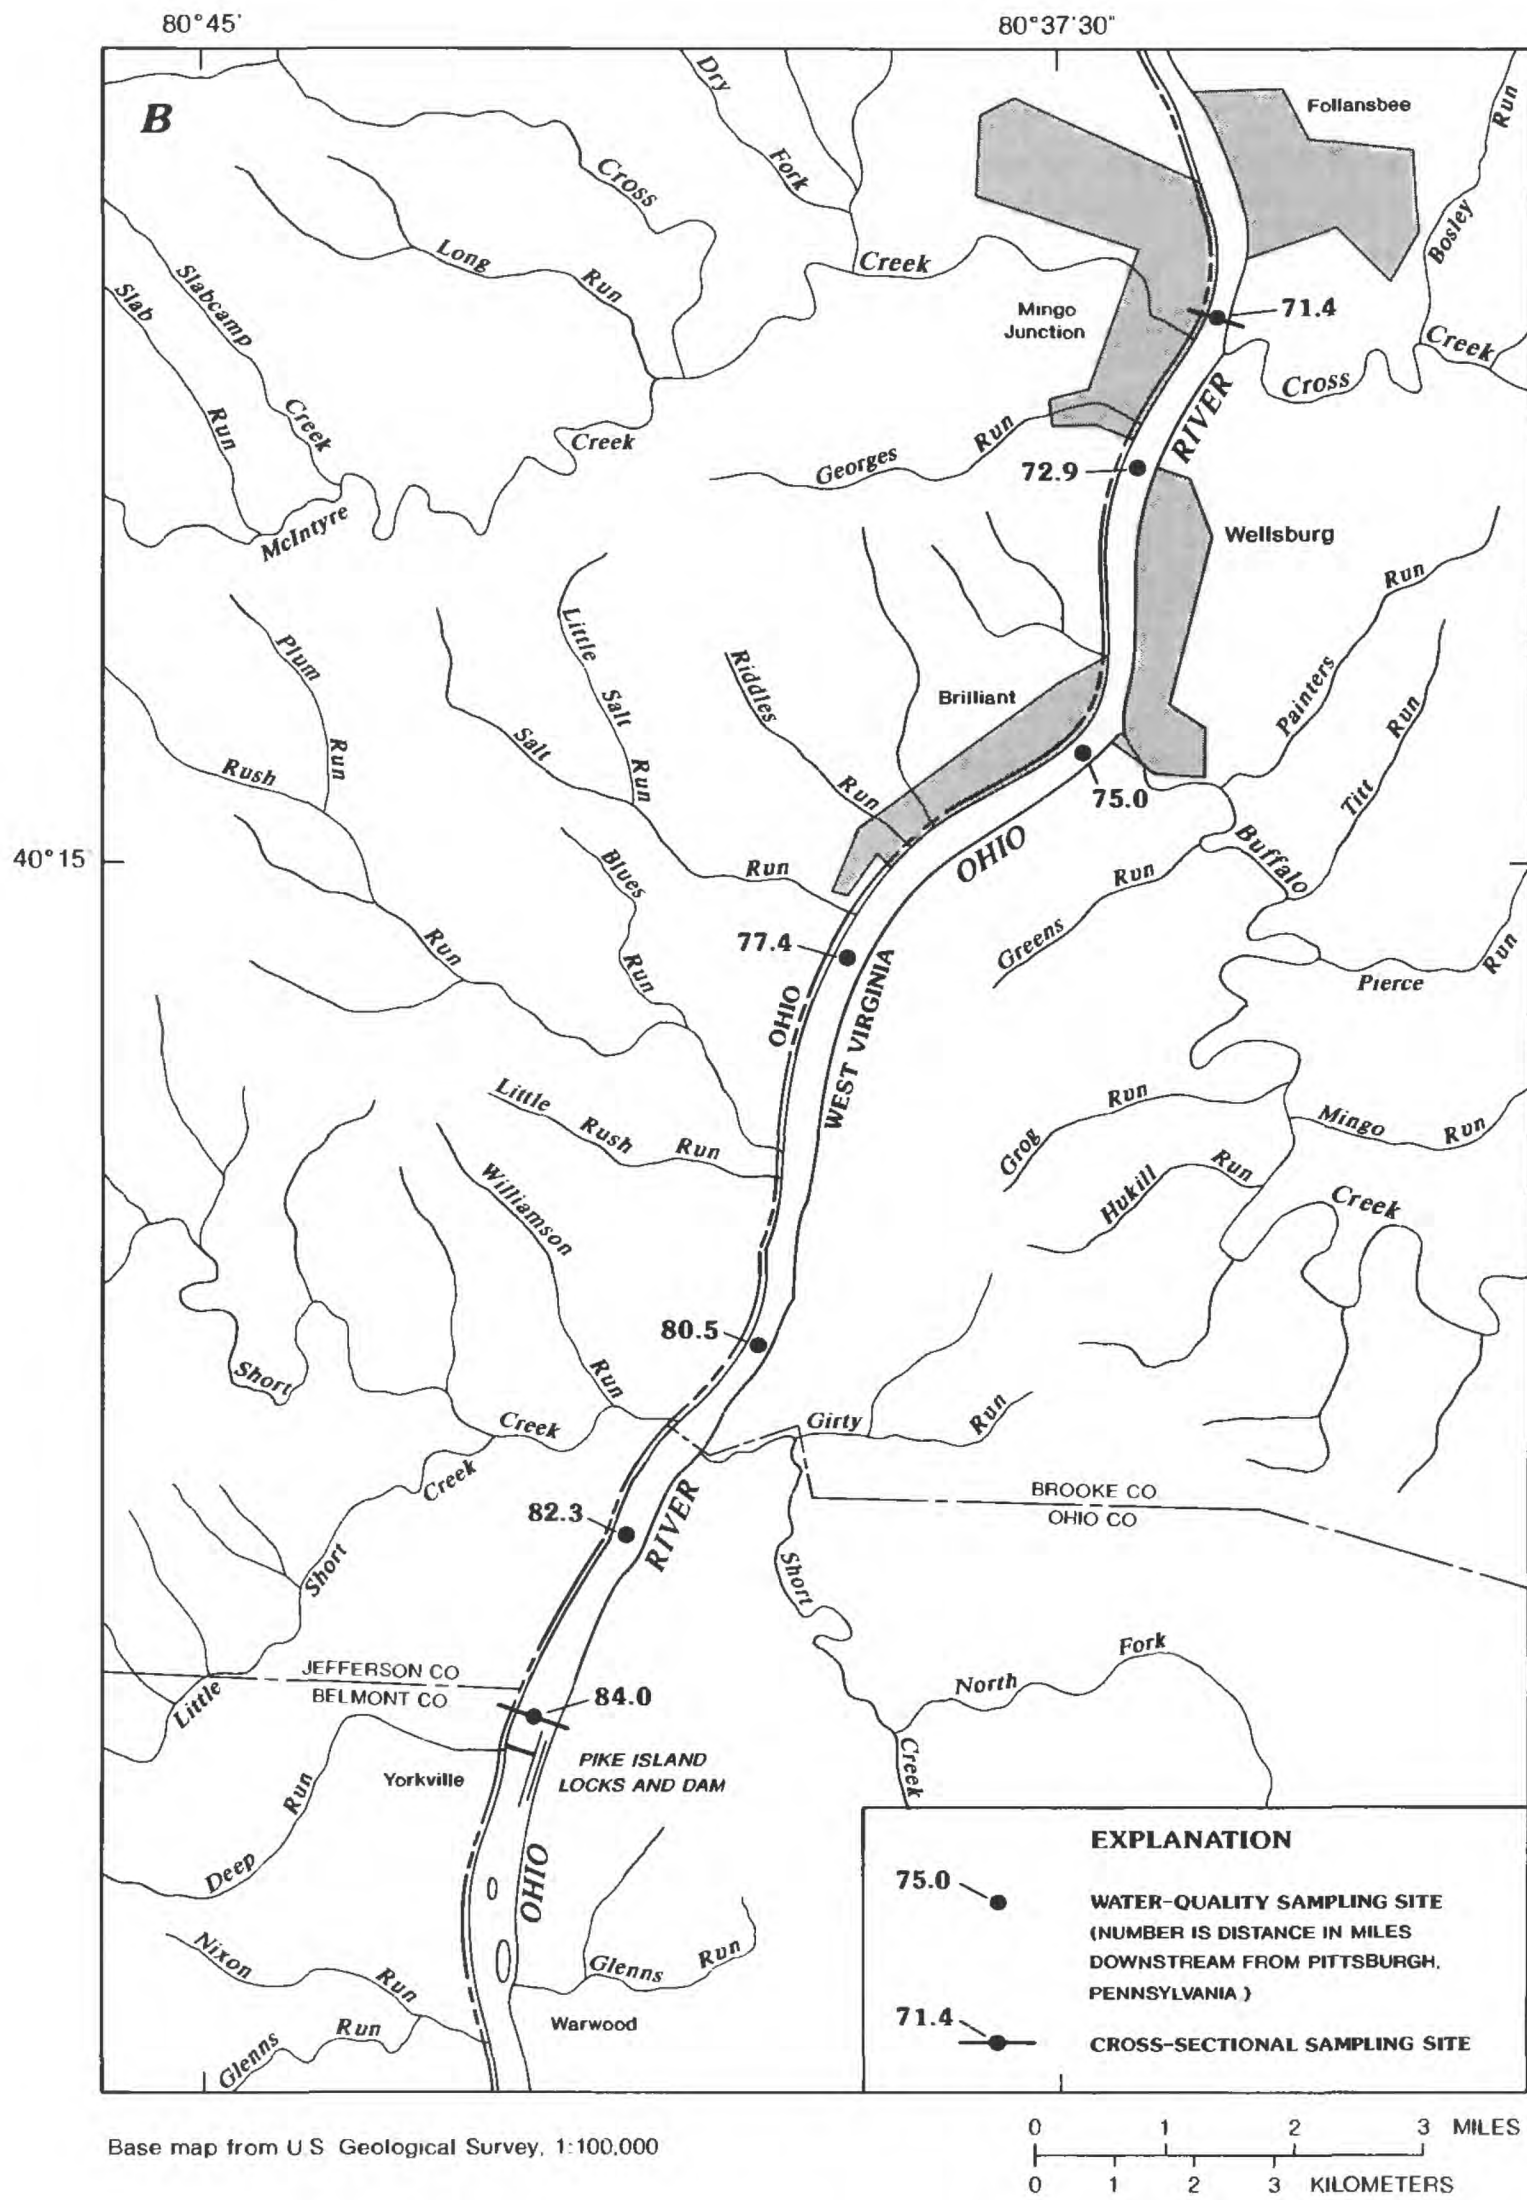 80°45'
80°37'30"
B
Dry
Fork
Follansbee
Run
Bosley
Cross
Creek
Long
Run
Slabcamp
Creek
Slab
Run
Mingo
Junction
71.4
Creek
Cross
RIVER
Creek
Georges
Run
72.9
McIntyre
Wellsburg
Run
Painters
Little
Salt
Run
Riddles
Run
Plum
Run
Brilliant
Salt
Run
Rush
Run
Titt
Run
75.0
40°15'
Blues
Run
OHIO
Greens
Run
Buffalo
77.4
Pierce
Run
OHIO
WEST VIRGINIA
Little
Rush
Run
Grog
Run
Mingo
Run
Hukill
Run
Creek
Williamson
Run
80.5
Short
Creek
Girty
Run
Creek
82.3
RIVER
BROOKE CO
OHIO CO
Short
Short
Fork
North
JEFFERSON CO
BELMONT CO
Little
84.0
Creek
PIKE ISLAND
LOCKS AND DAM
Yorkville
Run
Deep
OHIO
Nixon
Run
Glenns
Run
Warwood
Run
Glenns
EXPLANATION
75.0
WATER-QUALITY SAMPLING SITE
(NUMBER IS DISTANCE IN MILES
DOWNSTREAM FROM PITTSBURGH,
PENNSYLVANIA.)
71.4
CROSS-SECTIONAL SAMPLING SITE
Base map from U.S Geological Survey, 1:100,000
0 1 2 3 MILES
0 1 2 3 KILOMETERS